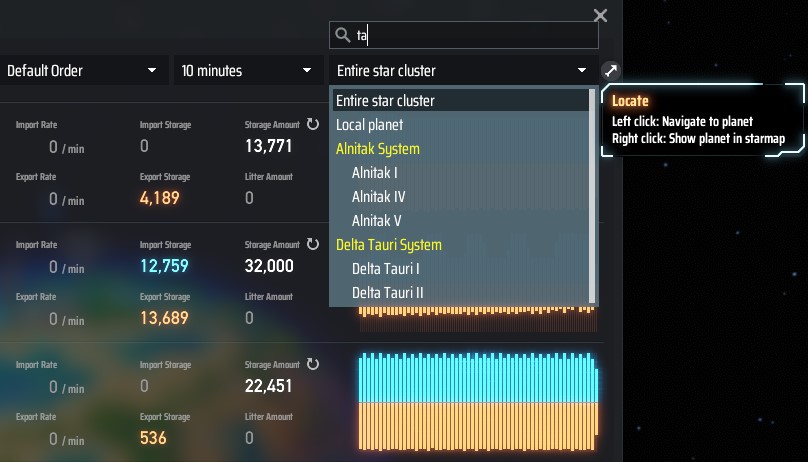 ta
Default Order
10 minutes
Entire star cluster
Entire star cluster
Local planet
Alnitak System
Alnitak I
Alnitak IV
Alnitak V
Delta Tauri System
Delta Tauri I
Delta Tauri II
Locate
Left click: Navigate to planet
Right click: Show planet in starmap
Import Rate Import Storage Storage Amount
0 / min 0 13,771
Export Rate Export Storage Litter Amount
0 / min 4,189 0
Import Rate Import Storage Storage Amount
0 / min 12,759 32,000
Export Rate Export Storage Litter Amount
0 / min 13,689 0
Import Rate Import Storage Storage Amount
0 / min 0 22,451
Export Rate Export Storage Litter Amount
0 / min 536 0